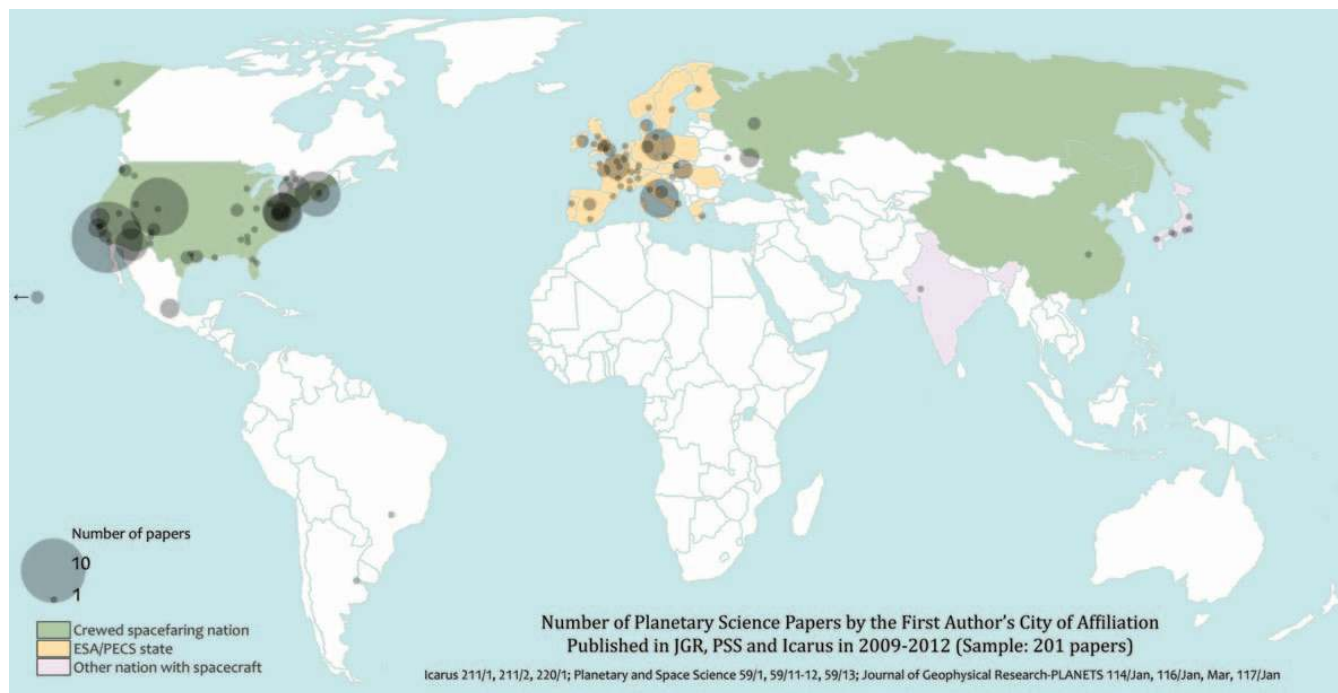 ←
Number of papers
10
1
Crewed spacefaring nation
ESA/PECS state
Other nation with spacecraft
Number of Planetary Science Papers by the First Author's City of Affiliation
Published in JGR, PSS and Icarus in 2009-2012 (Sample: 201 papers)
Icarus 211/1, 211/2, 220/1; Planetary and Space Science 59/1, 59/11-12, 59/13; Journal of Geophysical Research-PLANETS 114/Jan, 116/Jan, Mar, 117/Jan